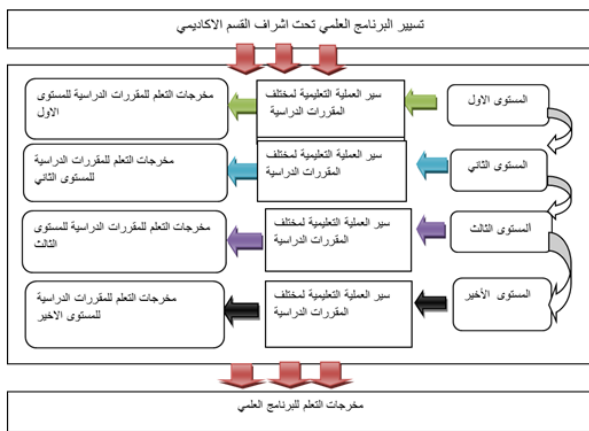 تسيير البرنامج العلمي تحت اشراف القسم الاكاديمي
المستوى الاول
سير العملية التعليمية لمختلف
المقررات الدراسية
مخرجات التعلم للمقررات الدراسية للمستوى
الاول
المستوى الثاني
سير العملية التعليمية لمختلف
المقررات الدراسية
مخرجات التعلم للمقررات الدراسية
للمستوى الثاني
ألمستوى الثالث
سير العملية التعليمية لمختلف
المقررات الدراسية
مخرجات التعلم للمقررات الدراسية للمستوى
الثالث
المستوى الأخير
سير العملية التعليمية لمختلف
المقررات الدراسية
مخرجات التعلم للمقررات الدراسية
للمستوى الاخير
مخرجات التعلم للبرنامج العلمي